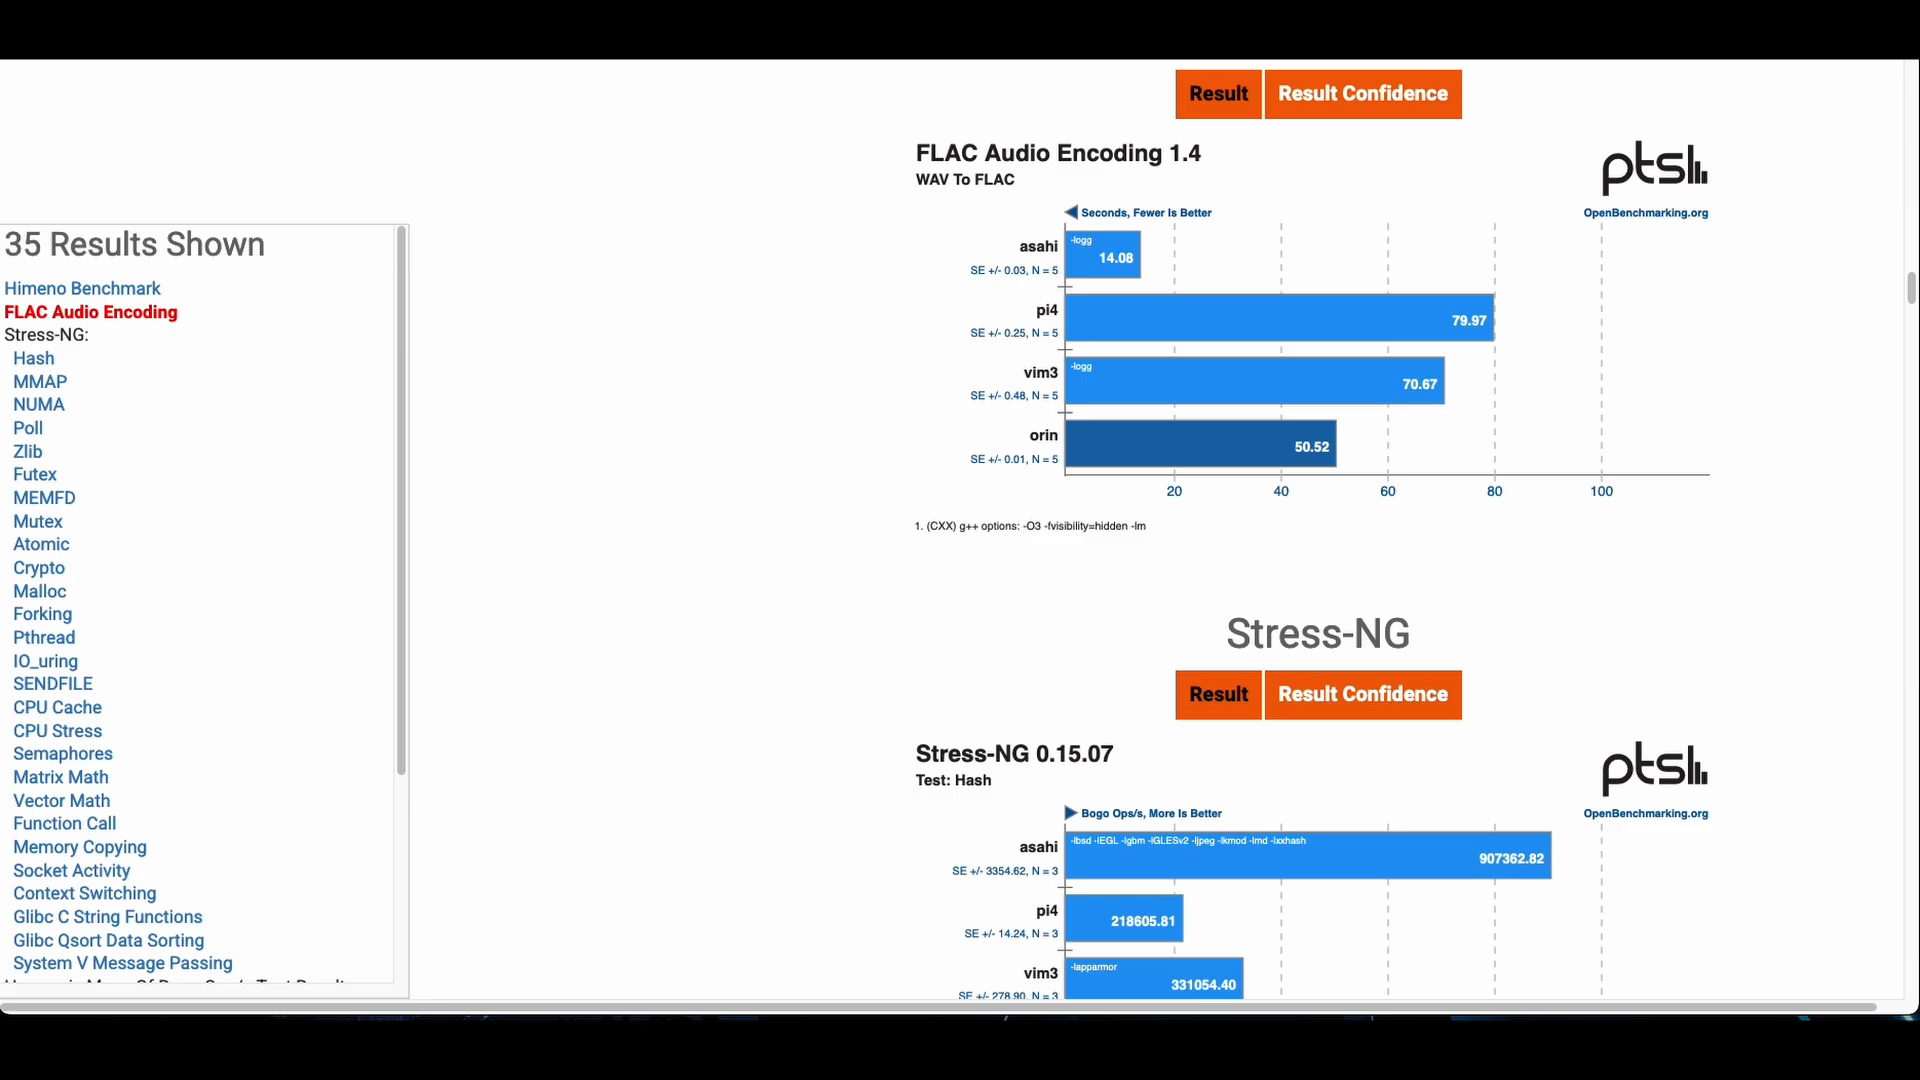 Result
Result Confidence
FLAC Audio Encoding 1.4
WAV To FLAC
ptsl
Seconds, Fewer Is Better
OpenBenchmarking.org
asahi
SE +/- 0.03, N = 5
-logg
14.08
pi4
SE +/- 0.25, N = 5
79.97
vim3
SE +/- 0.48, N = 5
-logg
70.67
orin
SE +/- 0.01, N = 5
50.52
20
40
60
80
100
1. (CXX) g++ options: -O3 -fvisibility=hidden -lm
35 Results Shown
Himeno Benchmark
FLAC Audio Encoding
Stress-NG:
Hash
MMAP
NUMA
Poll
Zlib
Futex
MEMFD
Mutex
Atomic
Crypto
Malloc
Forking
Pthread
IO_uring
SENDFILE
CPU Cache
CPU Stress
Semaphores
Matrix Math
Vector Math
Function Call
Memory Copying
Socket Activity
Context Switching
Glibc C String Functions
Glibc Qsort Data Sorting
System V Message Passing
Stress-NG
Result
Result Confidence
Stress-NG 0.15.07
Test: Hash
ptsl
Bogo Ops/s, More Is Better
OpenBenchmarking.org
asahi
SE +/- 3354.62, N = 3
-lbsd -lEGL -lgbm -lGLESv2 -ljpeg -lkmod -lmd -lxxhash
907362.82
pi4
SE +/- 14.24, N = 3
218605.81
vim3
SE +/- 278.90, N = 3
-lapparmor
331054.40